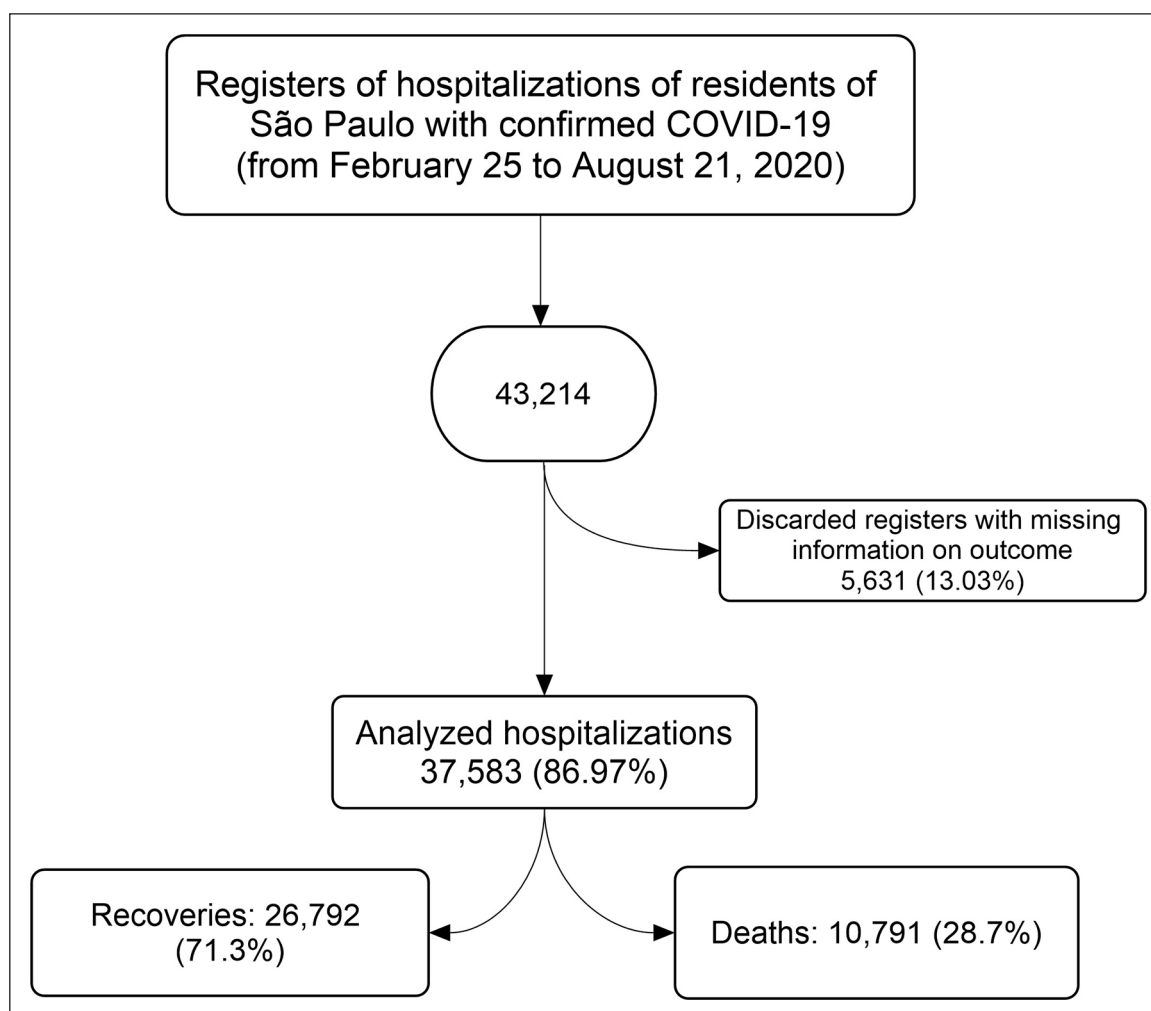 Registers of hospitalizations of residents of
São Paulo with confirmed COVID-19
(from February 25 to August 21, 2020)
43,214
Discarded registers with missing
information on outcome
5,631 (13.03%)
Analyzed hospitalizations
37,583 (86.97%)
Recoveries: 26,792
(71.3%)
Deaths: 10,791 (28.7%)